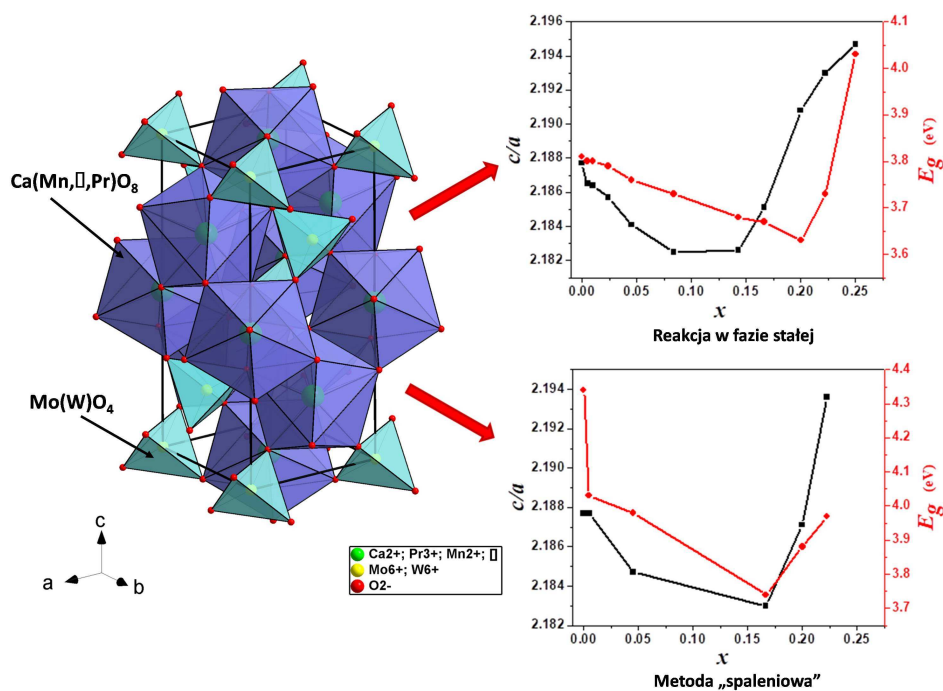 Ca(Mn,▯,Pr)O₈
Mo(W)O₄
c
a
b
Ca2+; Pr3+; Mn2+; ▯
Mo6+; W6+
O2-
2.196
2.194
2.192
2.190
2.188
2.186
2.184
2.182
c/a
4.1
4.0
3.9
3.8
3.7
3.6
Eg (eV)
0.00 0.05 0.10 0.15 0.20 0.25
x
Reakcja w fazie stałej
2.194
2.192
2.190
2.188
2.186
2.184
2.182
c/a
4.4
4.3
4.2
4.1
4.0
3.9
3.8
3.7
Eg (eV)
0.00 0.05 0.10 0.15 0.20 0.25
x
Metoda „spaleniowa”